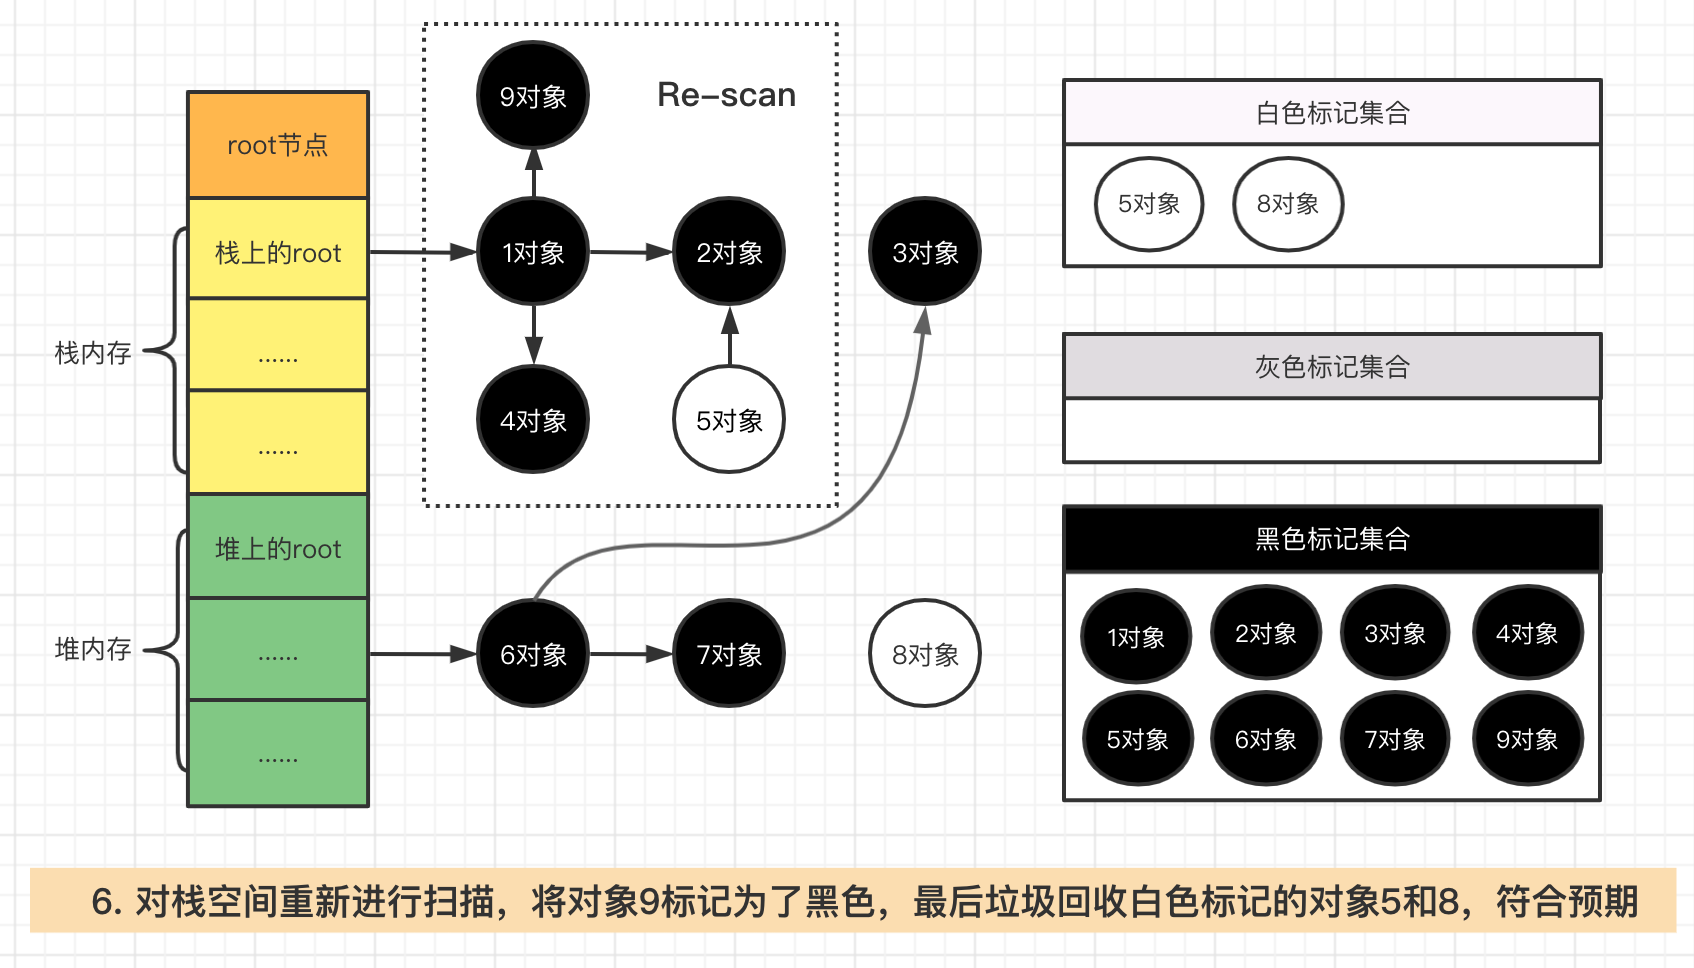 root节点
栈上的root
......
......
堆上的root
......
......
栈内存
堆内存
Re-scan
9对象
1对象
2对象
3对象
4对象
5对象
6对象
7对象
8对象
白色标记集合
5对象
8对象
灰色标记集合
黑色标记集合
1对象
2对象
3对象
4对象
5对象
6对象
7对象
9对象
6. 对栈空间重新进行扫描，将对象9标记为了黑色，最后垃圾回收白色标记的对象5和8，符合预期